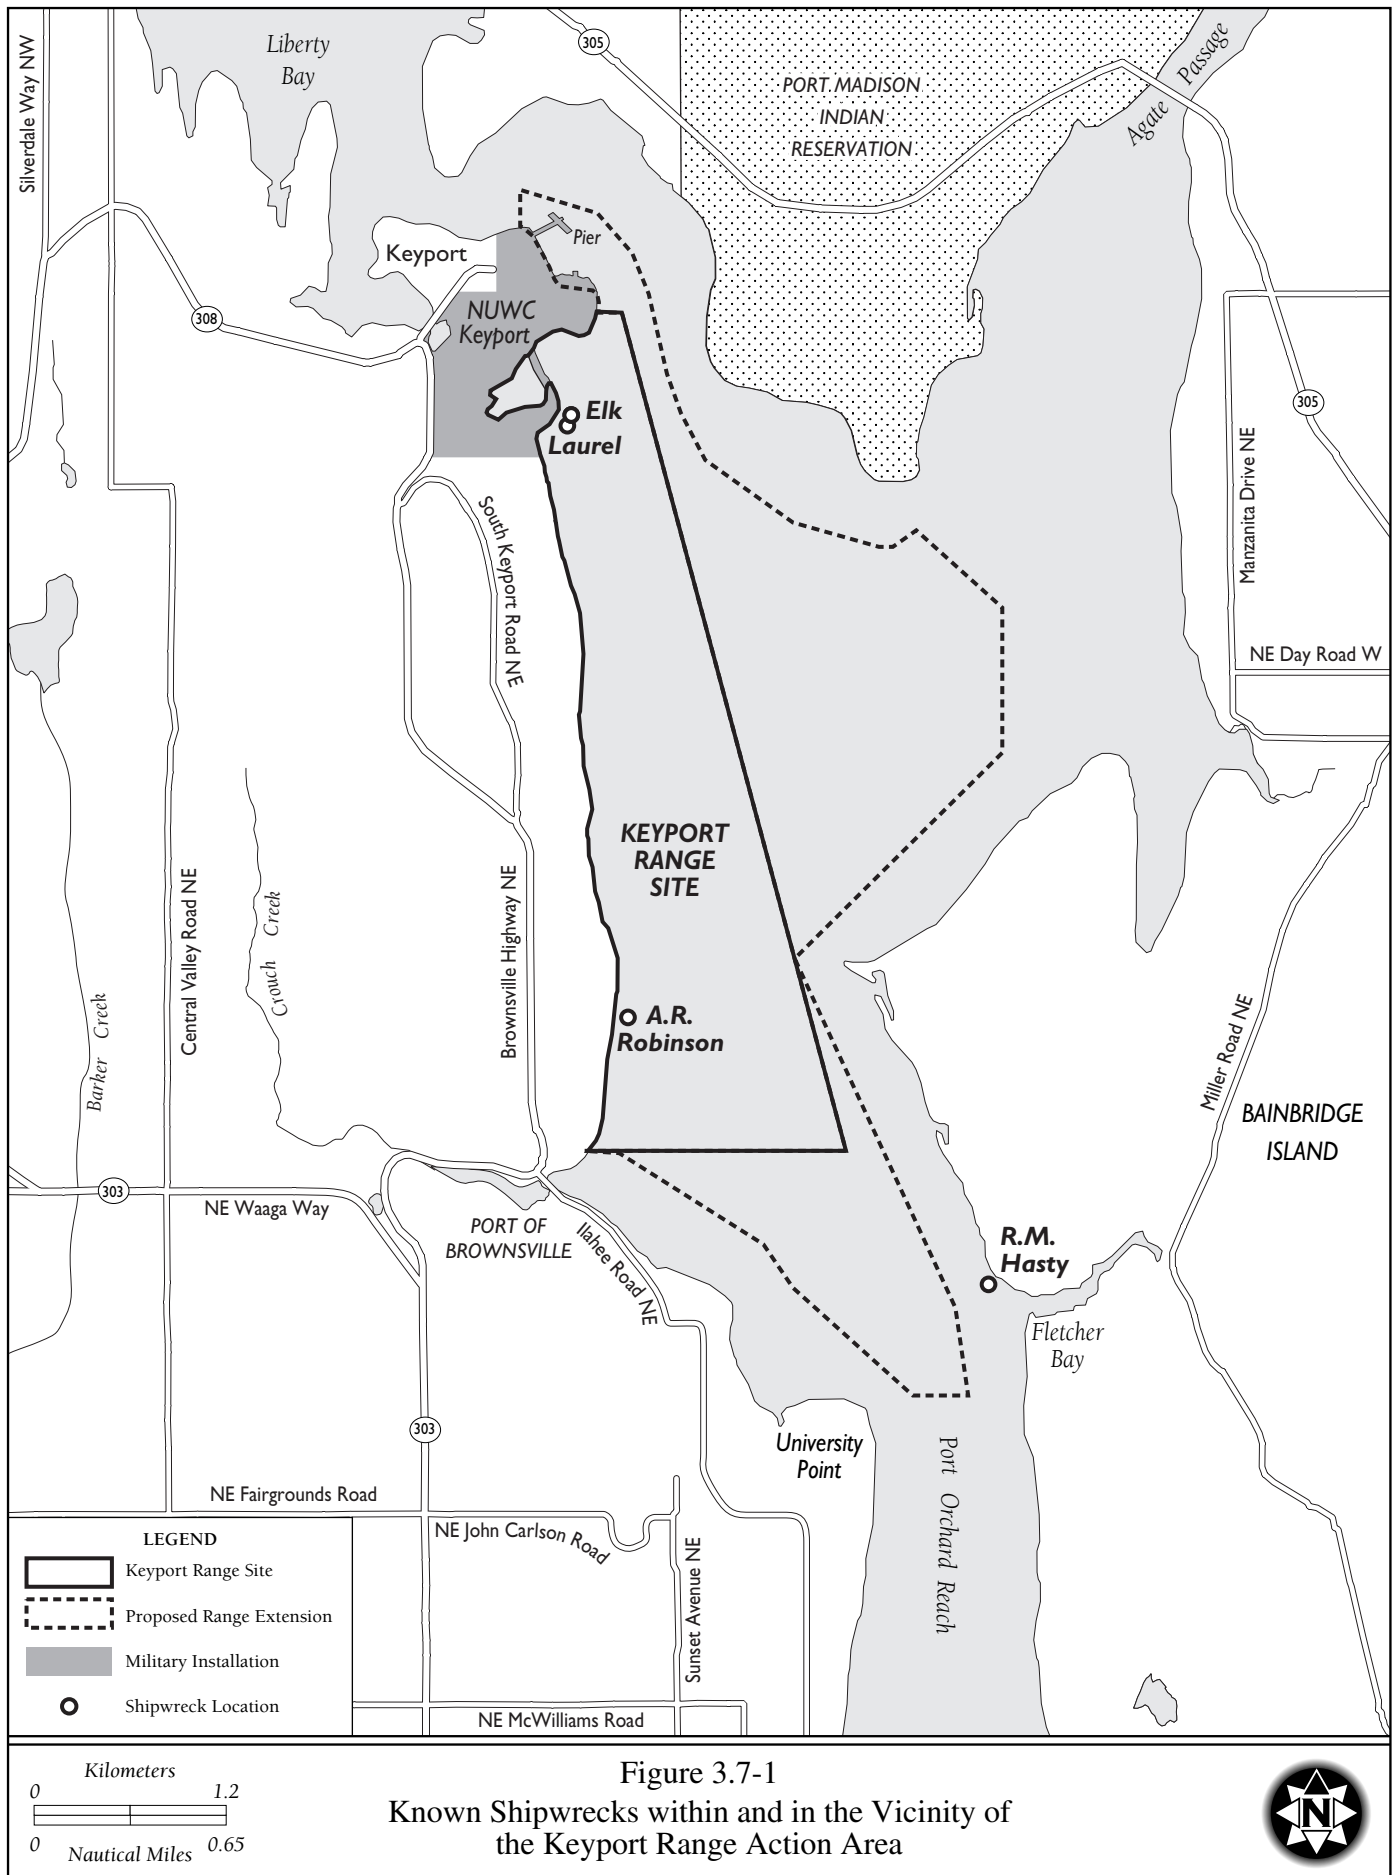 Liberty
Bay
305
Silverdale Way NW
PORT MADISON
INDIAN
RESERVATION
Agate Passage
Pier
Keyport
NUWC
Keyport
308
305
Elk
Laurel
Manzanita Drive NE
South Keyport Road NE
NE Day Road W
KEYPORT
RANGE
SITE
Central Valley Road NE
Crouch Creek
Brownsville Highway NE
Barker Creek
A.R.
Robinson
Miller Road NE
BAINBRIDGE
ISLAND
303
NE Waaga Way
PORT OF
BROWNSVILLE
Illahee Road NE
R.M.
Hasty
Fletcher
Bay
303
University
Point
Port Orchard Reach
NE Fairgrounds Road
NE John Carlson Road
Sunset Avenue NE
NE McWilliams Road
LEGEND
Keyport Range Site
Proposed Range Extension
Military Installation
Shipwreck Location
Kilometers
0 1.2
0 0.65
Nautical Miles
Figure 3.7-1
Known Shipwrecks within and in the Vicinity of
the Keyport Range Action Area
N